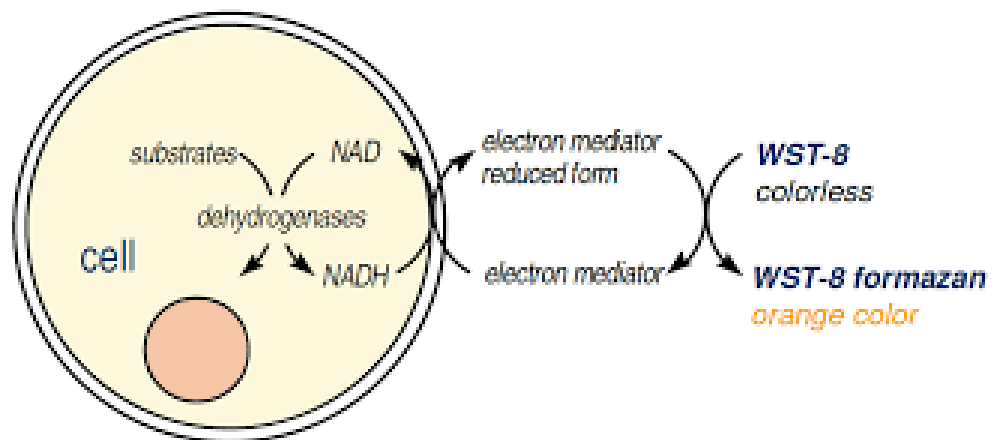 substrates
NAD
dehydrogenases
cell
NADH
electron mediator
reduced form
electron mediator
WST-8
colorless
WST-8 formazan
orange color